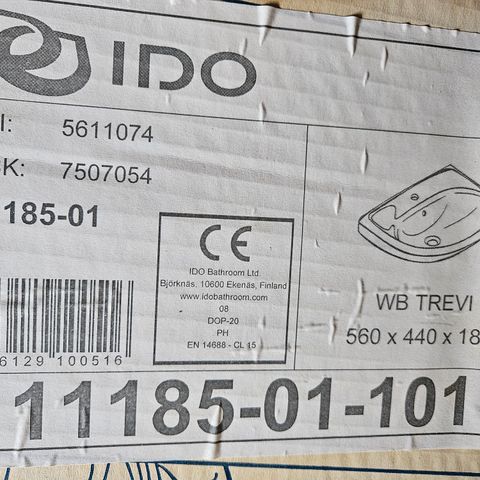 IDO
I: 5611074
SK: 7507054
185-01
CE
IDO Bathroom Ltd.
Björknäs, 10600 Ekenäs, Finland
www.idobathroom.com
08
DOP-20
PH
EN 14688 - CL 15
WB TREVI
560 x 440 x 18
6129 100516
11185-01-101